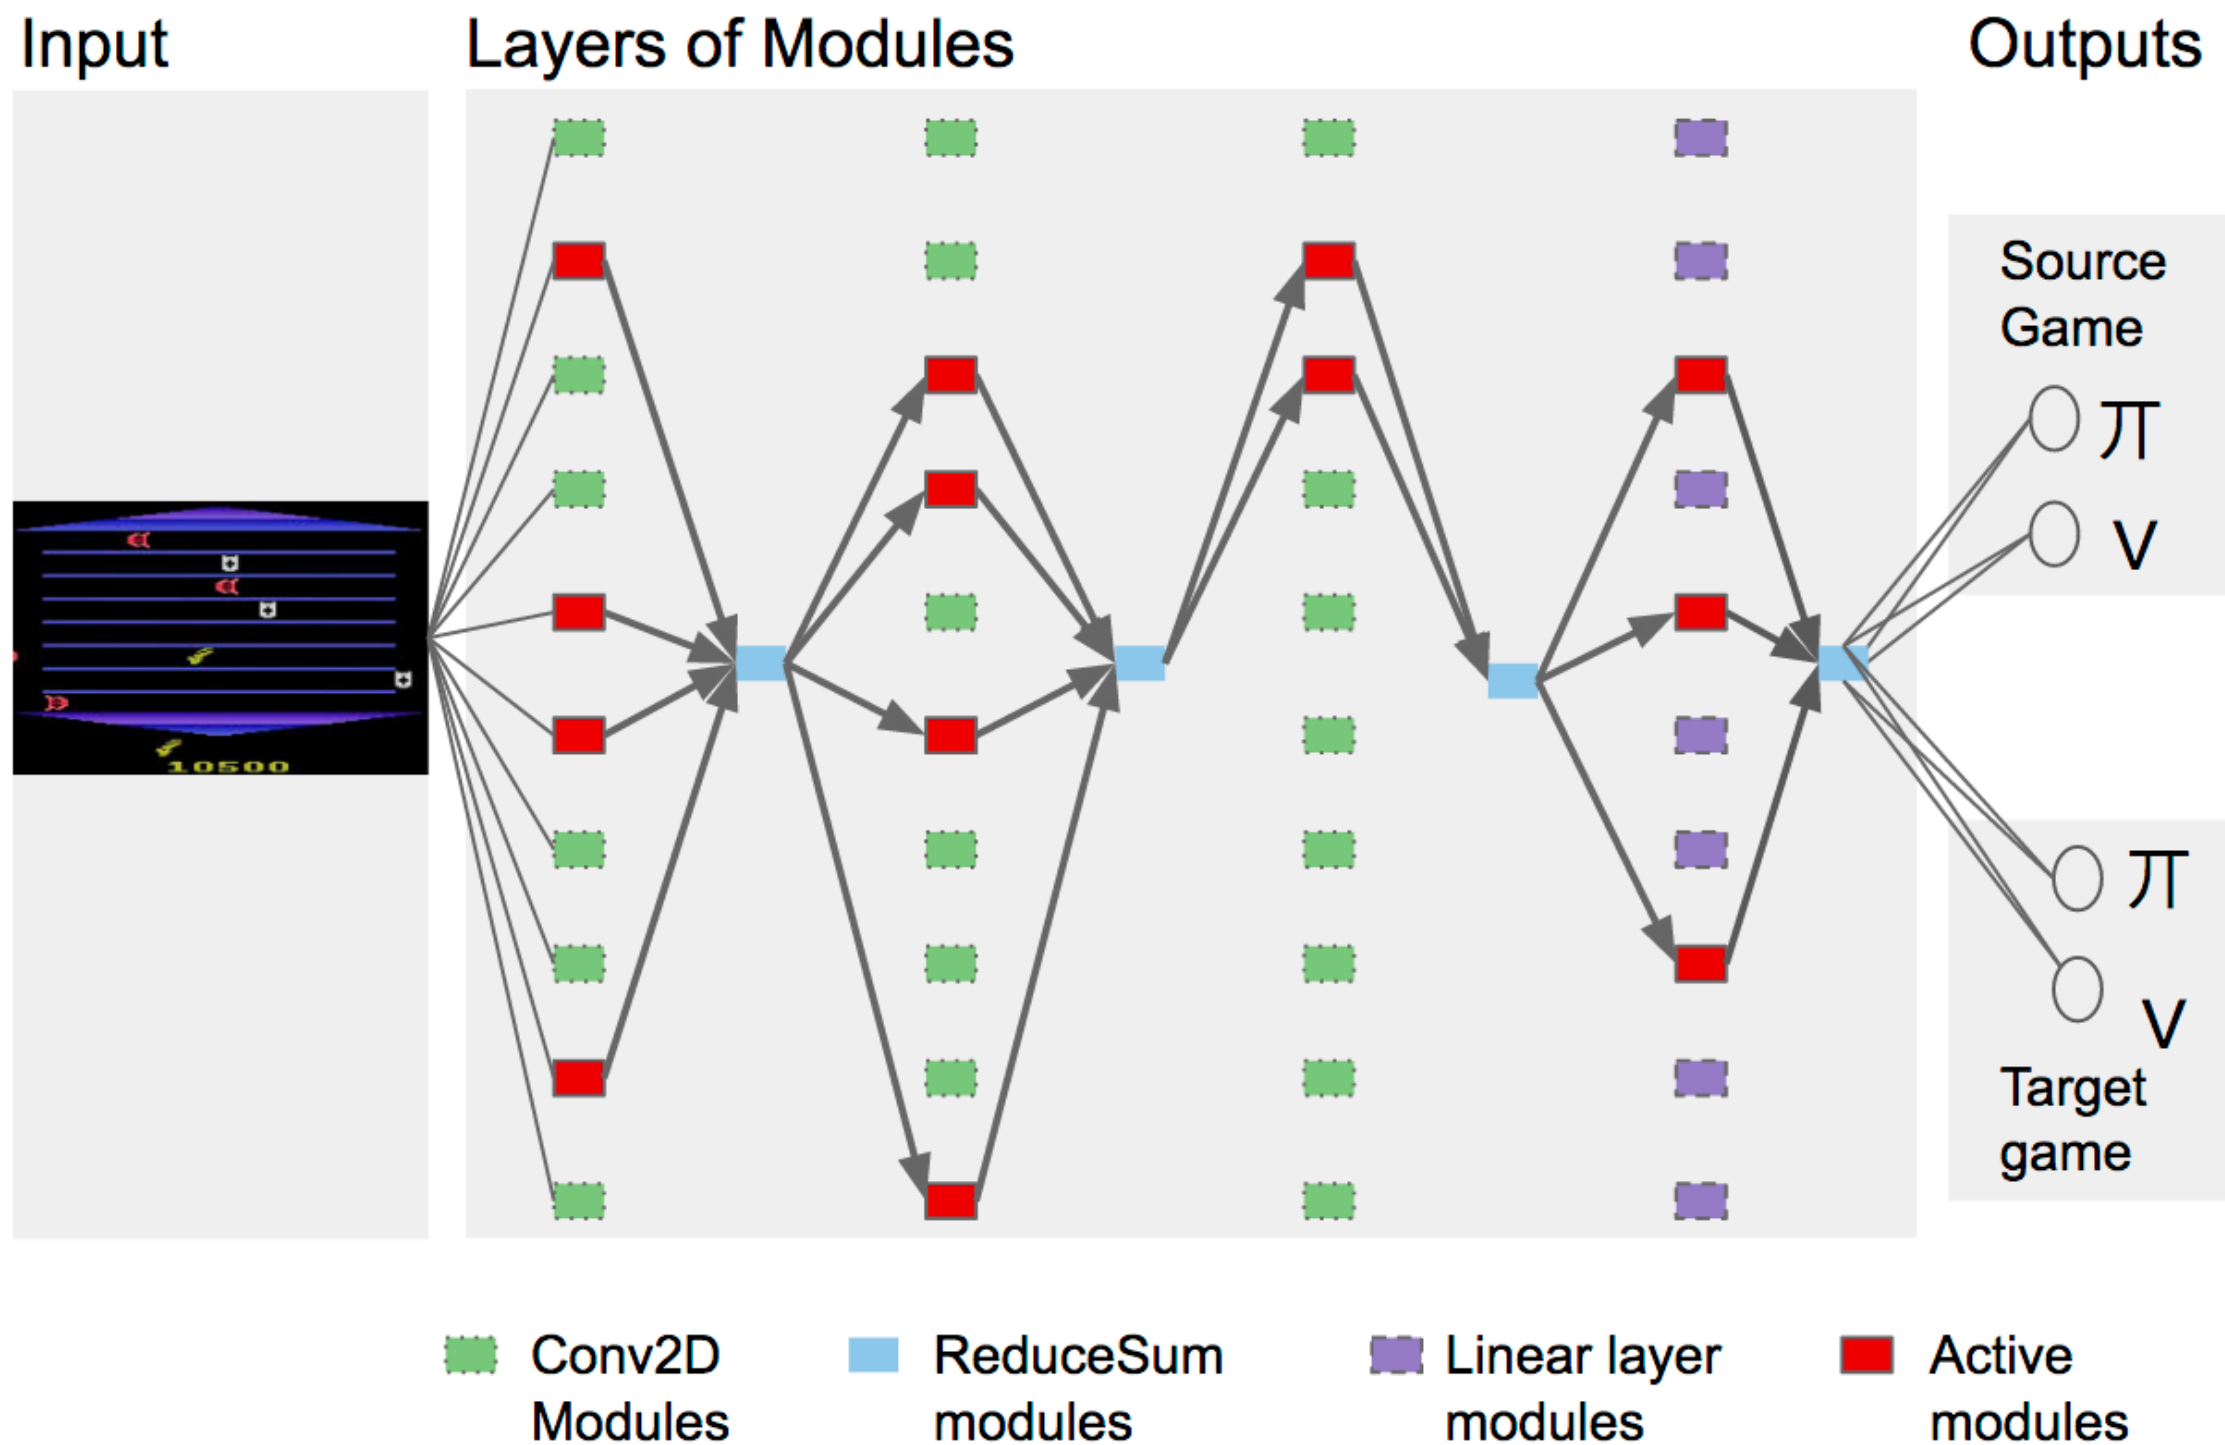 Input
Layers of Modules
Outputs
Source
Game
π
V
10500
π
V
Target
game
Conv2D
Modules
ReduceSum
modules
Linear layer
modules
Active
modules